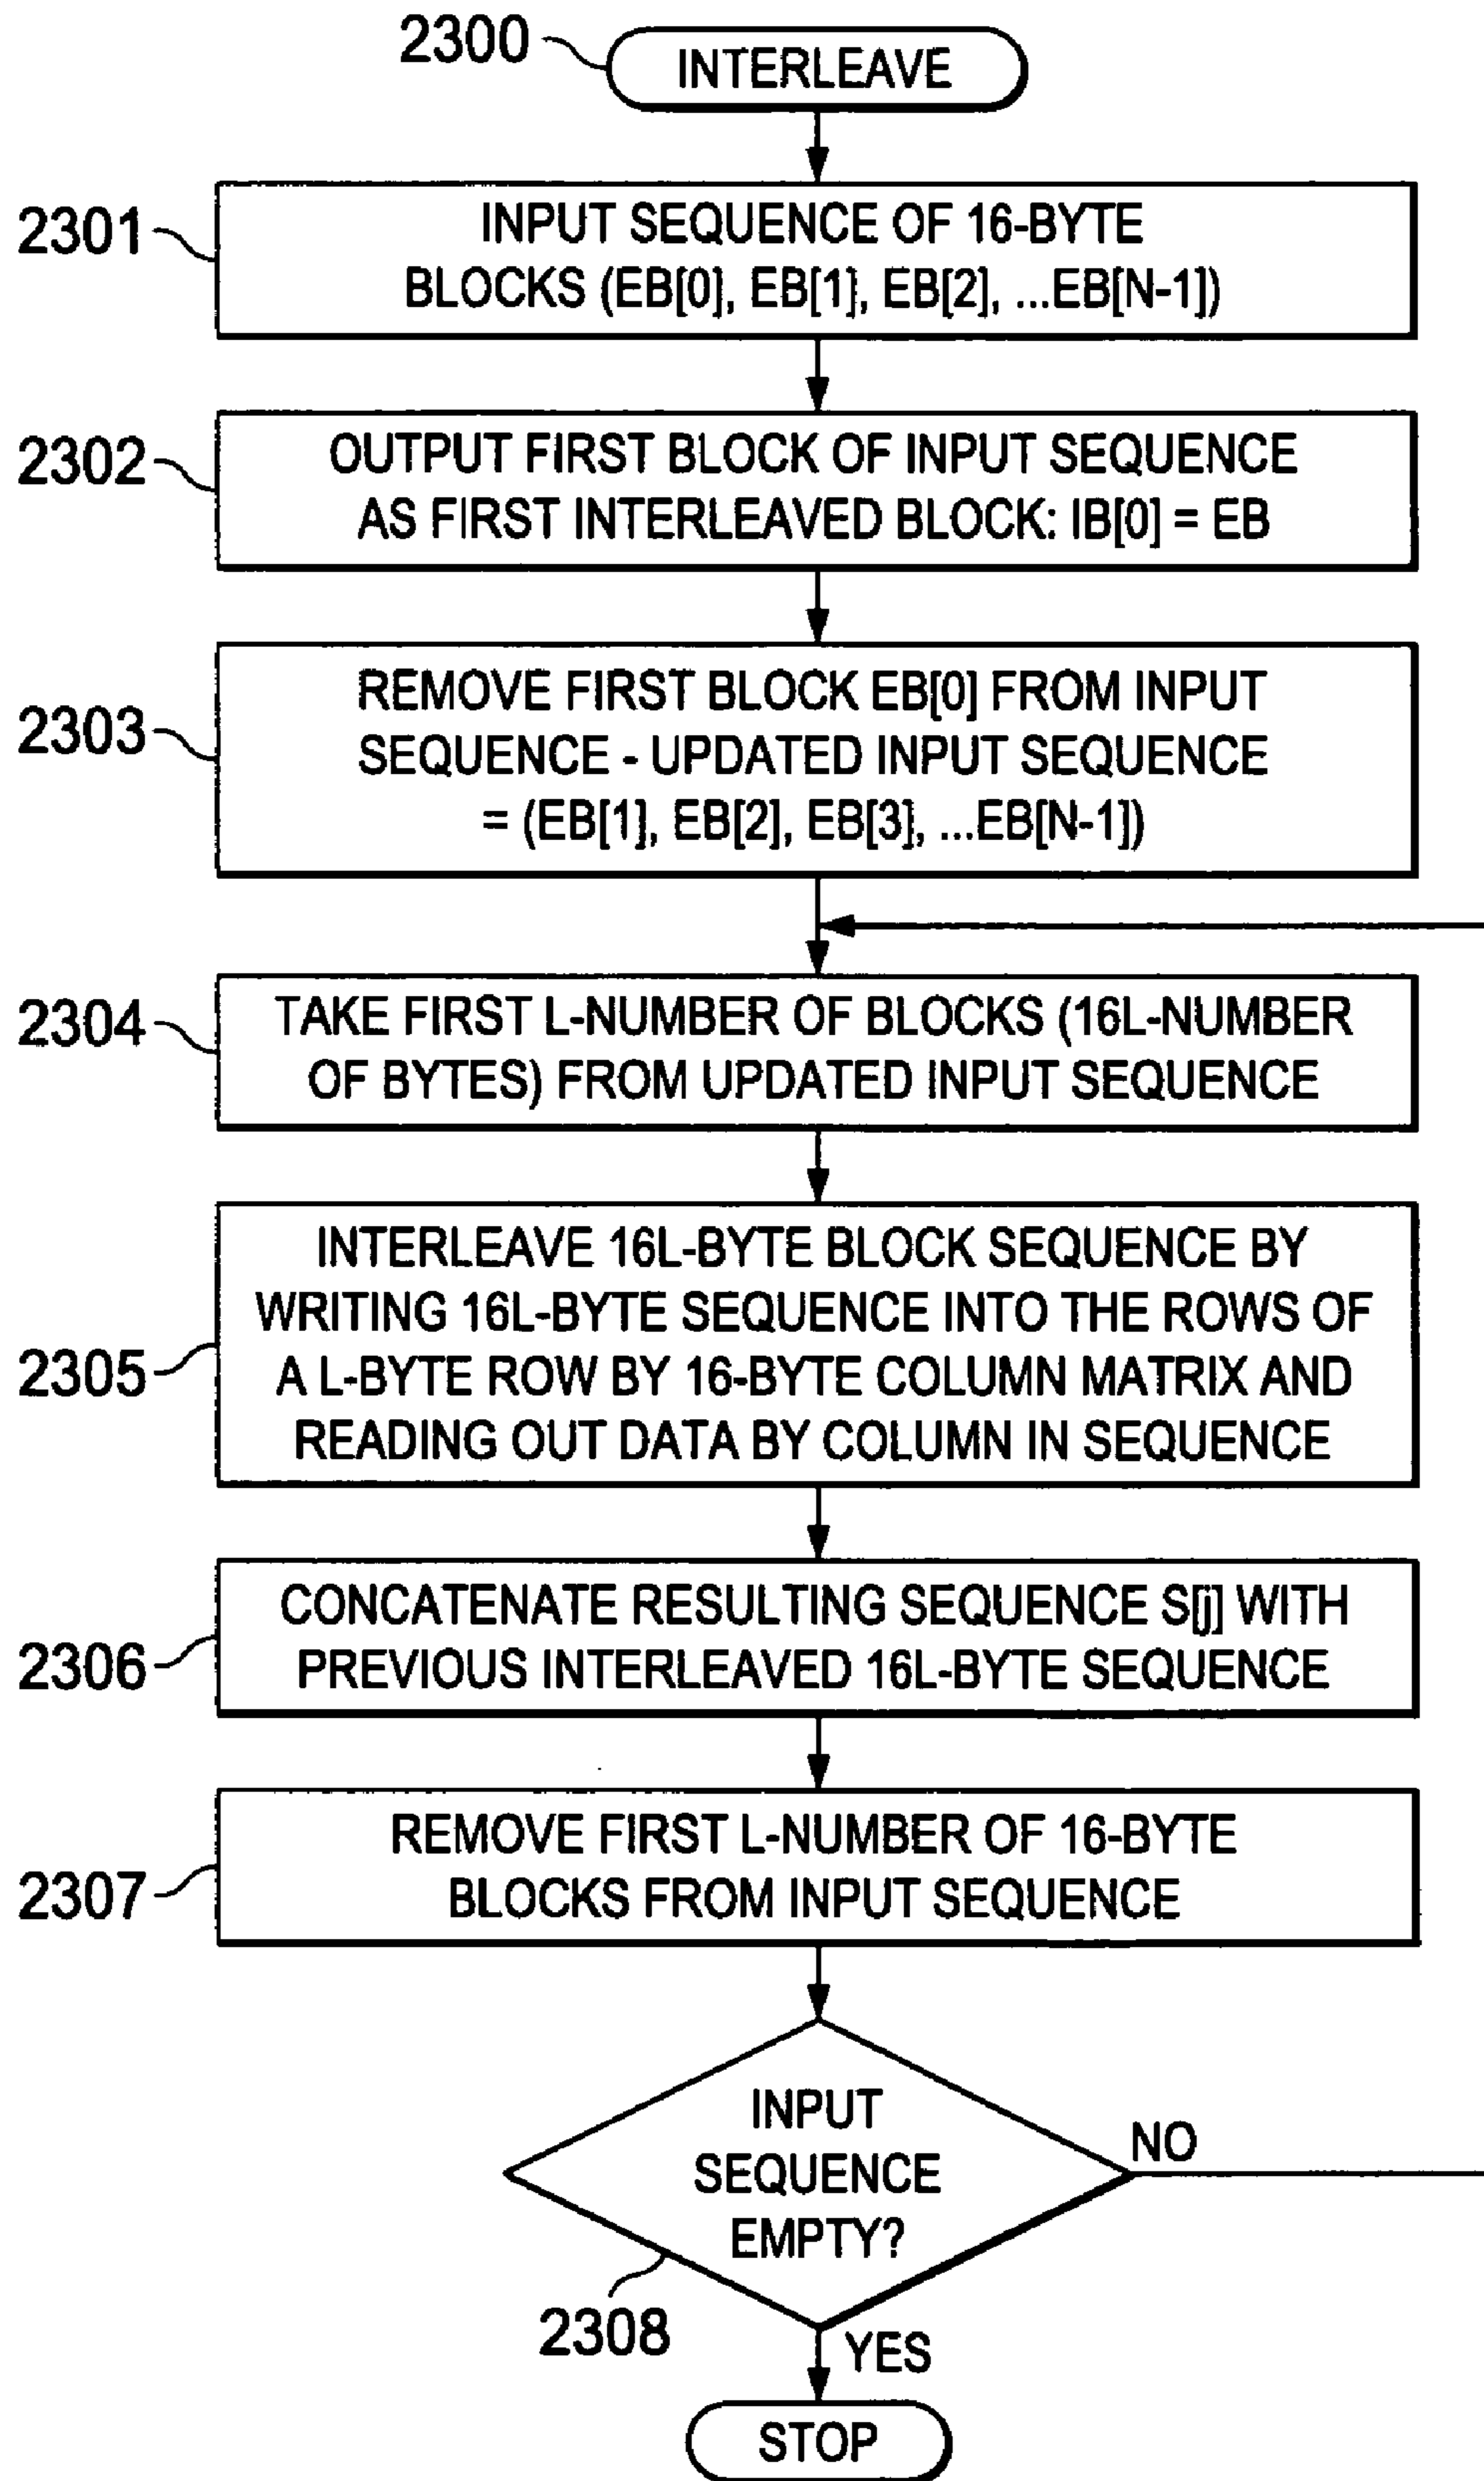 2300
INTERLEAVE
2301
INPUT SEQUENCE OF 16-BYTE
BLOCKS (EB[0], EB[1], EB[2], ...EB[N-1])
2302
OUTPUT FIRST BLOCK OF INPUT SEQUENCE
AS FIRST INTERLEAVED BLOCK: IB[0] = EB
2303
REMOVE FIRST BLOCK EB[0] FROM INPUT
SEQUENCE - UPDATED INPUT SEQUENCE
= (EB[1], EB[2], EB[3], ...EB[N-1])
2304
TAKE FIRST L-NUMBER OF BLOCKS (16L-NUMBER
OF BYTES) FROM UPDATED INPUT SEQUENCE
2305
INTERLEAVE 16L-BYTE BLOCK SEQUENCE BY
WRITING 16L-BYTE SEQUENCE INTO THE ROWS OF
A L-BYTE ROW BY 16-BYTE COLUMN MATRIX AND
READING OUT DATA BY COLUMN IN SEQUENCE
2306
CONCATENATE RESULTING SEQUENCE S[j] WITH
PREVIOUS INTERLEAVED 16L-BYTE SEQUENCE
2307
REMOVE FIRST L-NUMBER OF 16-BYTE
BLOCKS FROM INPUT SEQUENCE
INPUT
SEQUENCE
EMPTY?
NO
2308
YES
STOP